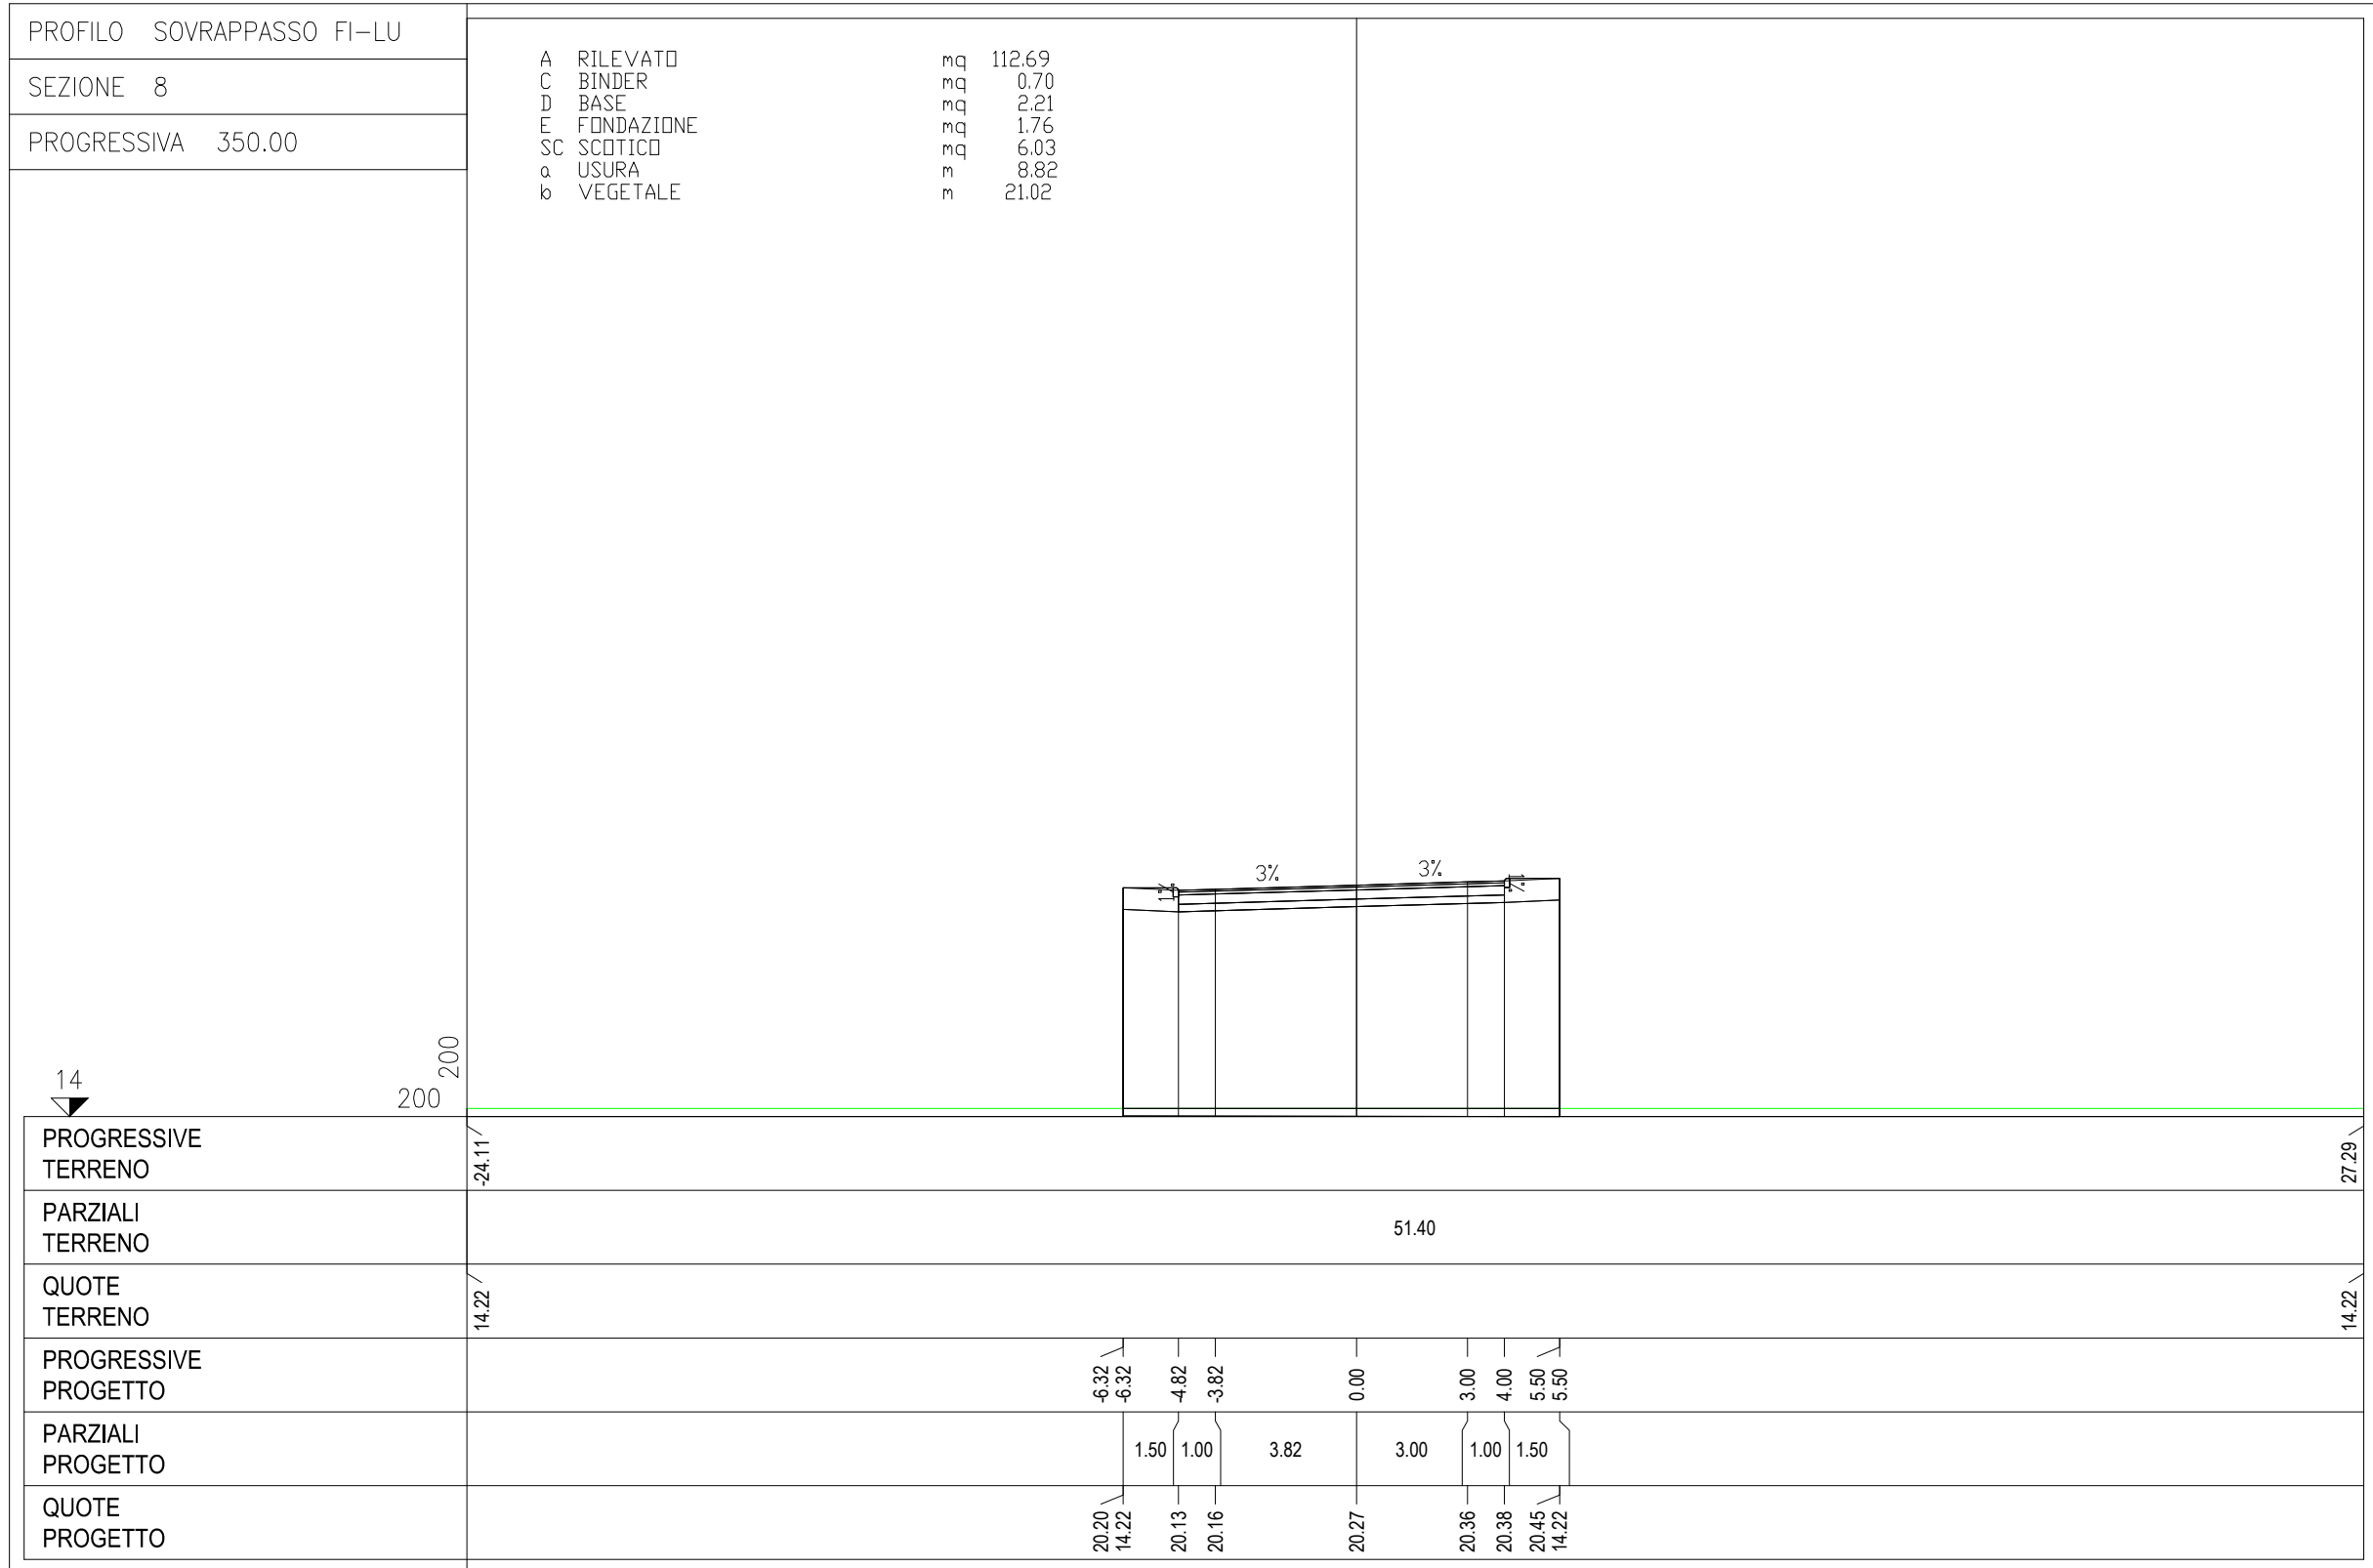 PROFILO SOVRAPPASSO FI-LU
SEZIONE 8
PROGRESSIVA 350.00
A RILEVATO mq 112.69
C BINDER mq 0.70
D BASE mq 2.21
E FONDAZIONE mq 1.76
SC SCOTICO mq 6.03
a USURA m 8.82
b VEGETALE m 21.02
3% 3%
200
14
200
PROGRESSIVE
TERRENO
-24.11 27.29
PARZIALI
TERRENO
51.40
QUOTE
TERRENO
14.22 14.22
PROGRESSIVE
PROGETTO
-6.32 -6.32 -4.82 -3.82 0.00 3.00 4.00 5.50 5.50
PARZIALI
PROGETTO
1.50 1.00 3.82 3.00 1.00 1.50
QUOTE
PROGETTO
20.20 14.22 20.13 20.16 20.27 20.36 20.38 20.45 14.22